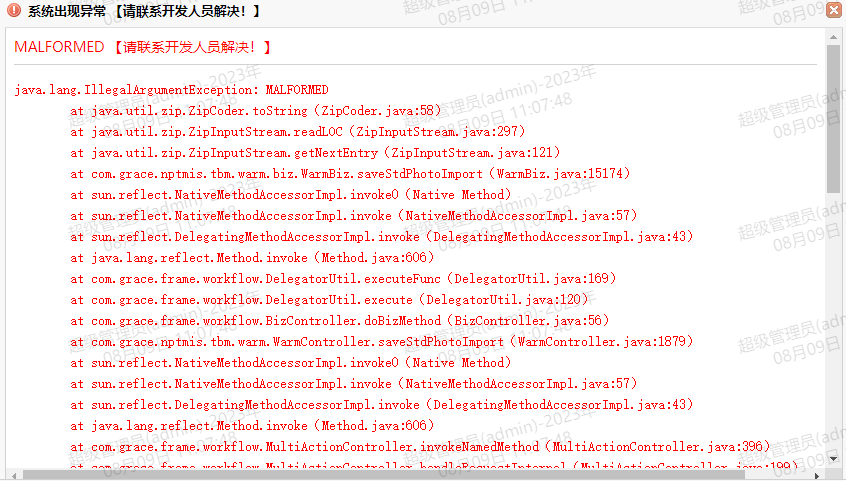 系统出现异常 【请联系开发人员解决！】
MALFORMED 【请联系开发人员解决！】
java.lang.IllegalArgumentException: MALFORMED
at java.util.zip.ZipCoder.toString(ZipCoder.java:58)
at java.util.zip.ZipInputStream.readLOC(ZipInputStream.java:297)
at java.util.zip.ZipInputStream.getNextEntry(ZipInputStream.java:121)
at com.grace.nptmis.tbm.warm.biz.WarmBiz.saveStdPhotoImport(WarmBiz.java:15174)
at sun.reflect.NativeMethodAccessorImpl.invoke0(Native Method)
at sun.reflect.NativeMethodAccessorImpl.invoke(NativeMethodAccessorImpl.java:57)
at sun.reflect.DelegatingMethodAccessorImpl.invoke(DelegatingMethodAccessorImpl.java:43)
at java.lang.reflect.Method.invoke(Method.java:606)
at com.grace.frame.workflow.DelegatorUtil.executeFunc(DelegatorUtil.java:169)
at com.grace.frame.workflow.DelegatorUtil.execute(DelegatorUtil.java:120)
at com.grace.frame.workflow.BizController.doBizMethod(BizController.java:56)
at com.grace.nptmis.tbm.warm.WarmController.saveStdPhotoImport(WarmController.java:1879)
at sun.reflect.NativeMethodAccessorImpl.invoke0(Native Method)
at sun.reflect.NativeMethodAccessorImpl.invoke(NativeMethodAccessorImpl.java:57)
at sun.reflect.DelegatingMethodAccessorImpl.invoke(DelegatingMethodAccessorImpl.java:43)
at java.lang.reflect.Method.invoke(Method.java:606)
at com.grace.frame.workflow.MultiActionController.invokeNamedMethod(MultiActionController.java:396)
at com.grace.frame.workflow.MultiActionController.handleRequestInternal(MultiActionController.java:199)
超级管理员(admin)-2023年
08月09日 11:07:48